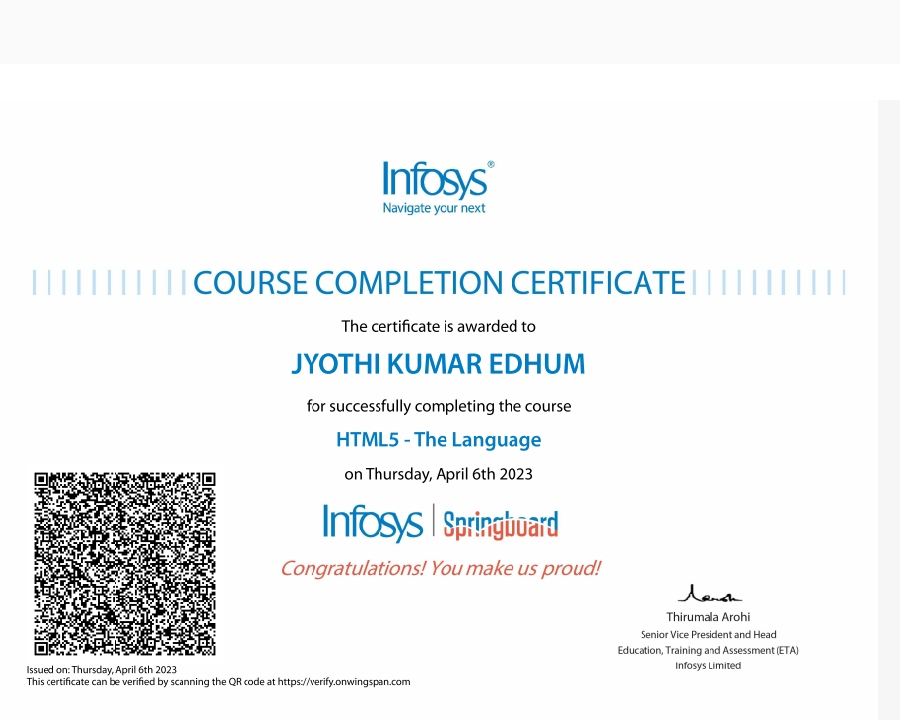 Infosys®
Navigate your next
COURSE COMPLETION CERTIFICATE
The certificate is awarded to
JYOTHI KUMAR EDHUM
for successfully completing the course
HTML5 - The Language
on Thursday, April 6th 2023
Infosys | Springboard
Congratulations! You make us proud!
Thirumala Arohi
Senior Vice President and Head
Education, Training and Assessment (ETA)
Infosys Limited
Issued on: Thursday, April 6th 2023
This certificate can be verified by scanning the QR code at https://verify.onwingspan.com